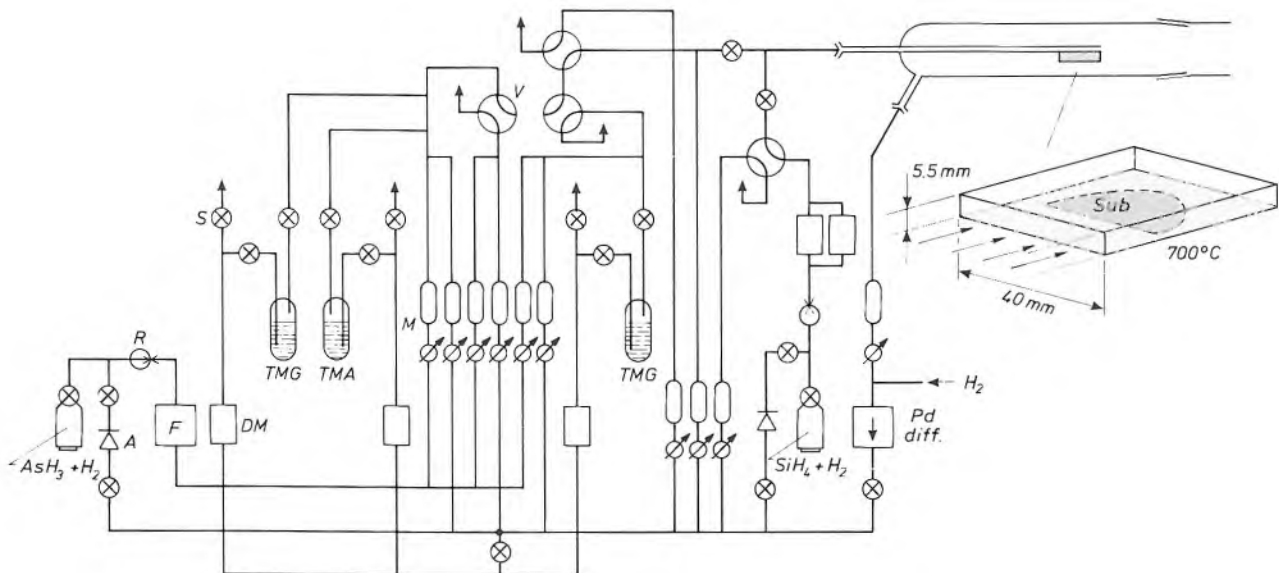 V
5,5 mm
Sub
700°C
40 mm
S
M
R
TMG
TMA
TMG
H₂
F
DM
A
AsH₃ + H₂
SiH₄ + H₂
Pd
diff.